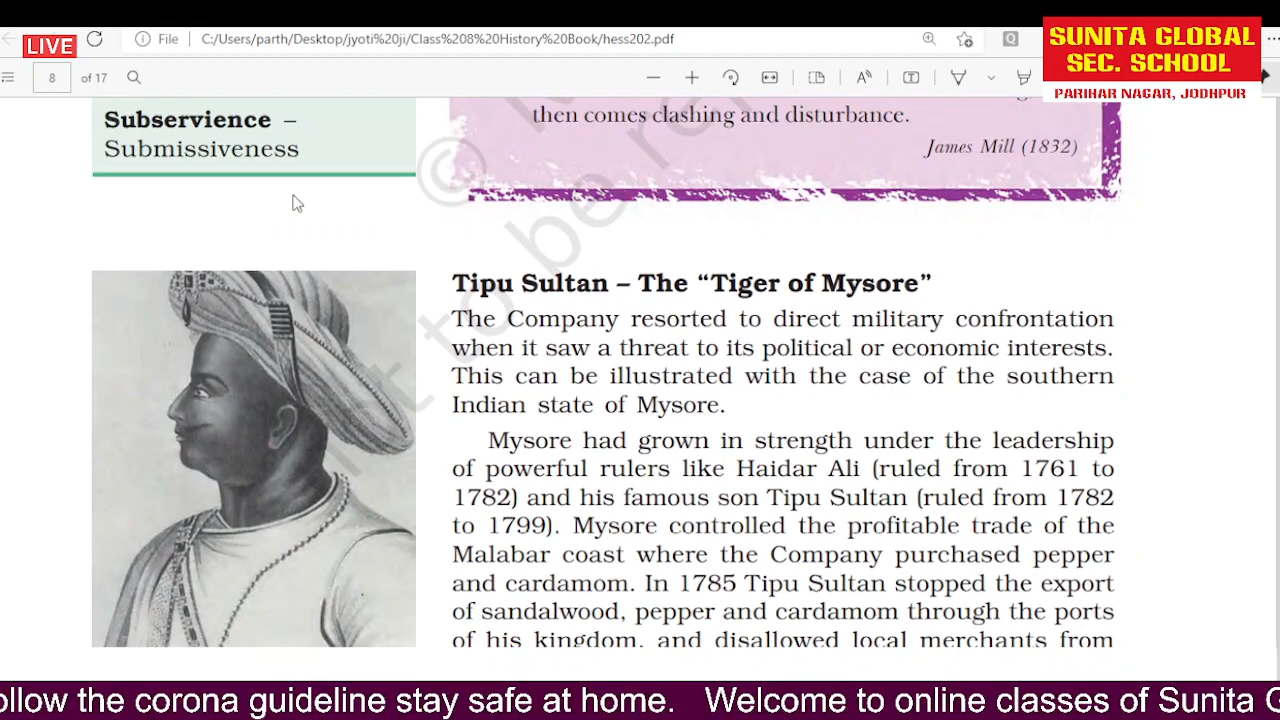 LIVE
File
C:/Users/parth/Desktop/jyoti%20ji/Class%208%20History%20Book/hess202.pdf
SUNITA GLOBAL
SEC. SCHOOL
PARIHAR NAGAR, JODHPUR
8 of 17
Subservience –
Submissiveness
then comes clashing and disturbance.
James Mill (1832)
Tipu Sultan – The “Tiger of Mysore”
The Company resorted to direct military confrontation
when it saw a threat to its political or economic interests.
This can be illustrated with the case of the southern
Indian state of Mysore.
Mysore had grown in strength under the leadership
of powerful rulers like Haidar Ali (ruled from 1761 to
1782) and his famous son Tipu Sultan (ruled from 1782
to 1799). Mysore controlled the profitable trade of the
Malabar coast where the Company purchased pepper
and cardamom. In 1785 Tipu Sultan stopped the export
of sandalwood, pepper and cardamom through the ports
of his kingdom, and disallowed local merchants from
not to be re
ollow the corona guideline stay safe at home. Welcome to online classes of Sunita